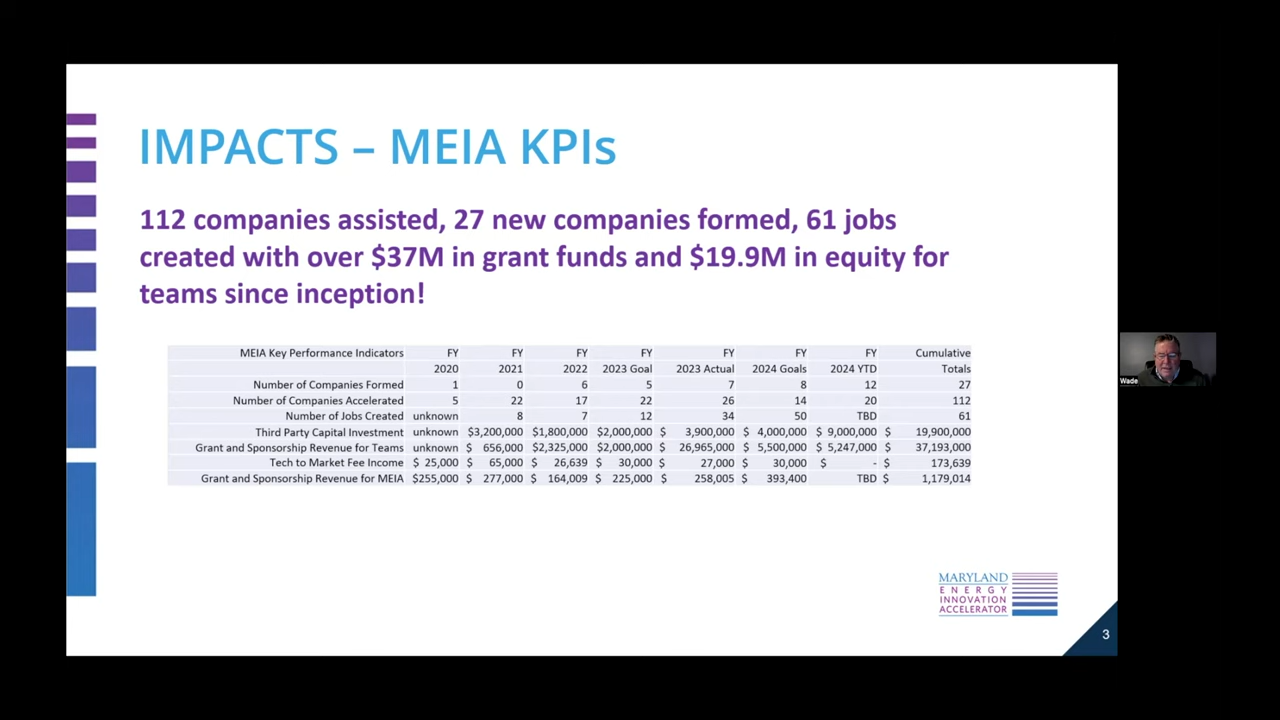 IMPACTS – MEIA KPIs
112 companies assisted, 27 new companies formed, 61 jobs
created with over $37M in grant funds and $19.9M in equity for
teams since inception!
MEIA Key Performance Indicators FY FY FY FY FY FY FY Cumulative
2020 2021 2022 2023 Goal 2023 Actual 2024 Goals 2024 YTD Totals
Number of Companies Formed 1 0 6 5 7 8 12 27
Number of Companies Accelerated 5 22 17 22 26 14 20 112
Number of Jobs Created unknown 8 7 12 34 50 TBD 61
Third Party Capital Investment unknown $3,200,000 $1,800,000 $2,000,000 $ 3,900,000 $ 4,000,000 $ 9,000,000 $ 19,900,000
Grant and Sponsorship Revenue for Teams unknown $ 656,000 $2,325,000 $2,000,000 $ 26,965,000 $ 5,500,000 $ 5,247,000 $ 37,193,000
Tech to Market Fee Income $ 25,000 $ 65,000 $ 26,639 $ 30,000 $ 27,000 $ 30,000 $ - $ 173,639
Grant and Sponsorship Revenue for MEIA $255,000 $ 277,000 $ 164,009 $ 225,000 $ 258,005 $ 393,400 TBD $ 1,179,014
Wade
MARYLAND
ENERGY
INNOVATION
ACCELERATOR
3